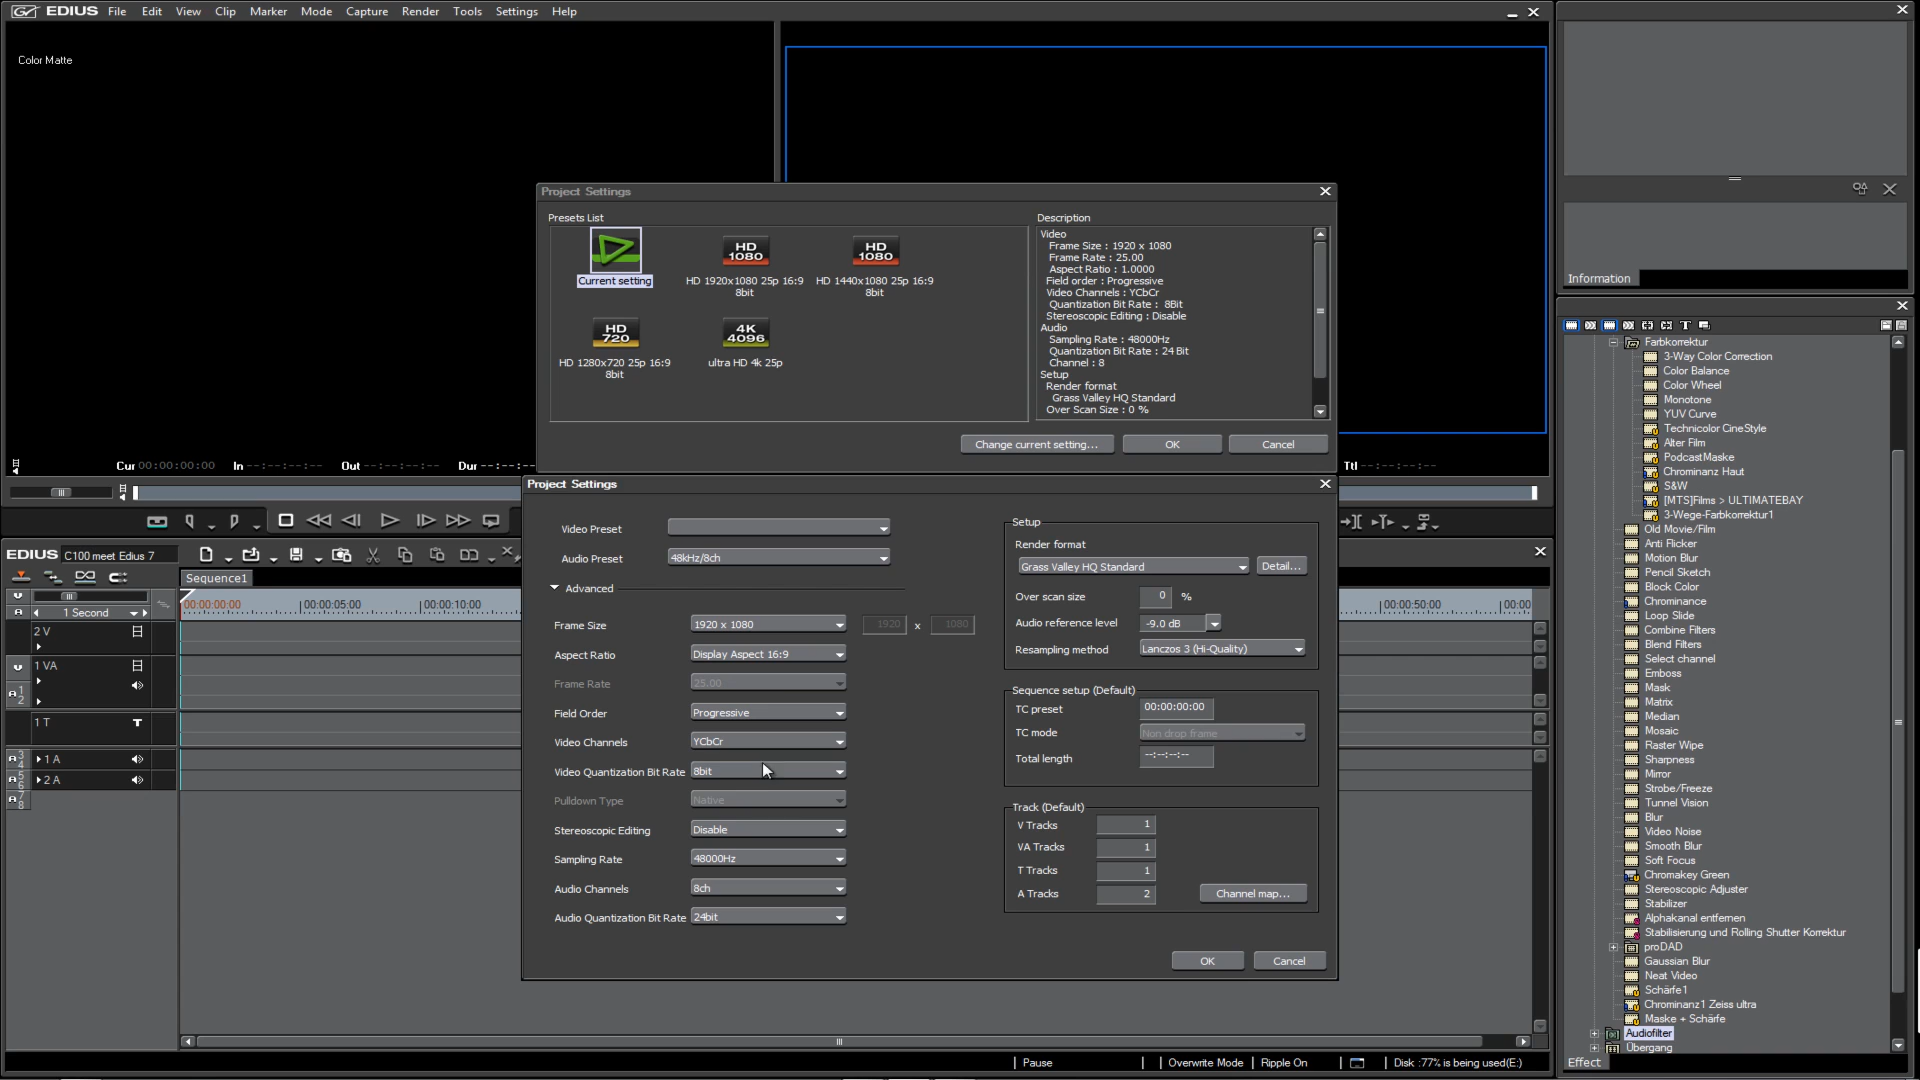 EDIUS File Edit View Clip Marker Mode Capture Render Tools Settings Help
Color Matte
Cur 00:00:00:00 In --:--:--:-- Out --:--:--:-- Dur --:--:--
Ttl --:--:--:--
Project Settings
Presets List
Current setting
HD 1080
HD 1920x1080 25p 16:9
8bit
HD 1080
HD 1440x1080 25p 16:9
8bit
HD 720
HD 1280x720 25p 16:9
8bit
4K 4096
ultra HD 4k 25p
Description
Video
Frame Size : 1920 x 1080
Frame Rate : 25.00
Aspect Ratio : 1.0000
Field order : Progressive
Video Channels : YCbCr
Quantization Bit Rate : 8Bit
Stereoscopic Editing : Disable
Audio
Sampling Rate : 48000Hz
Quantization Bit Rate : 24 Bit
Channel : 8
Setup
Render format
Grass Valley HQ Standard
Over Scan Size : 0 %
Change current setting... OK Cancel
Project Settings
Video Preset
Audio Preset 48kHz/8ch
Advanced
Frame Size 1920 x 1080 1920 x 1080
Aspect Ratio Display Aspect 16:9
Frame Rate 25.00
Field Order Progressive
Video Channels YCbCr
Video Quantization Bit Rate 8bit
Pulldown Type Native
Stereoscopic Editing Disable
Sampling Rate 48000Hz
Audio Channels 8ch
Audio Quantization Bit Rate 24bit
Setup
Render format
Grass Valley HQ Standard Detail...
Over scan size 0 %
Audio reference level -9.0 dB
Resampling method Lanczos 3 (Hi-Quality)
Sequence setup (Default)
TC preset 00:00:00:00
TC mode Non drop frame
Total length --:--:--:--
Track (Default)
V Tracks 1
VA Tracks 1
T Tracks 1
A Tracks 2 Channel map...
OK Cancel
EDIUS C100 meet Edius 7
Sequence1
1 Second
00:00:00:00 00:00:05:00 00:00:10:00 00:00:50:00 00:00
2 V
1 VA
1
2
1 T
3
4
1 A
5
6
2 A
7
8
Pause Overwrite Mode Ripple On Disk :77% is being used(E:)
Information
Farbkorrektur
3-Way Color Correction
Color Balance
Color Wheel
Monotone
YUV Curve
Technicolor CineStyle
Alter Film
PodcastMaske
Chrominanz Haut
S&W
[MTS]Films > ULTIMATEBAY
3-Wege-Farbkorrektur1
Old Movie/Film
Anti Flicker
Motion Blur
Pencil Sketch
Block Color
Chrominance
Loop Slide
Combine Filters
Blend Filters
Select channel
Emboss
Mask
Matrix
Median
Mosaic
Raster Wipe
Sharpness
Mirror
Strobe/Freeze
Tunnel Vision
Blur
Video Noise
Smooth Blur
Soft Focus
Chromakey Green
Stereoscopic Adjuster
Stabilizer
Alphakanal entfernen
Stabilisierung und Rolling Shutter Korrektur
proDAD
Gaussian Blur
Neat Video
Schärfe1
Chrominanz1 Zeiss ultra
Maske + Schärfe
Audiofilter
Übergang
Effect